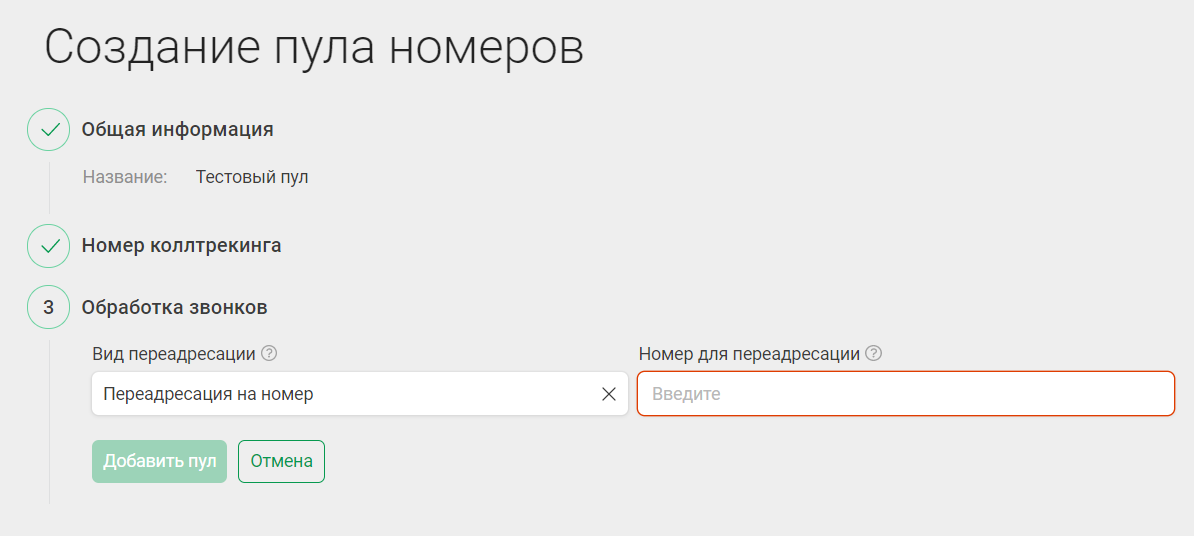 Создание пула номеров
Общая информация
Название: Тестовый пул
Номер коллтрекинга
3 Обработка звонков
Вид переадресации ? Номер для переадресации ?
Переадресация на номер Введите
Добавить пул Отмена